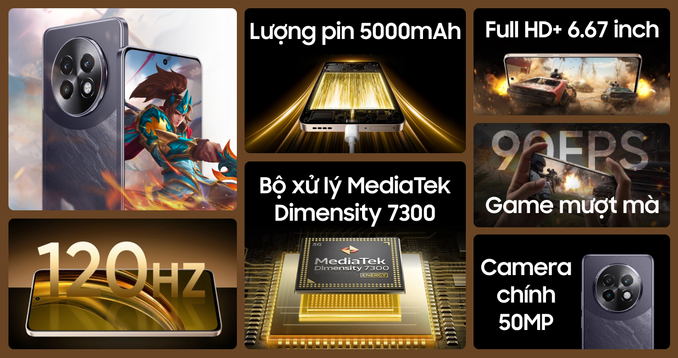 Lượng pin 5000mAh
Full HD+ 6.67 inch
90FPS
Game mượt mà
Bộ xử lý MediaTek
Dimensity 7300
5G
MediaTek
Dimensity 7300
ENERGY
120HZ
Camera
chính
50MP